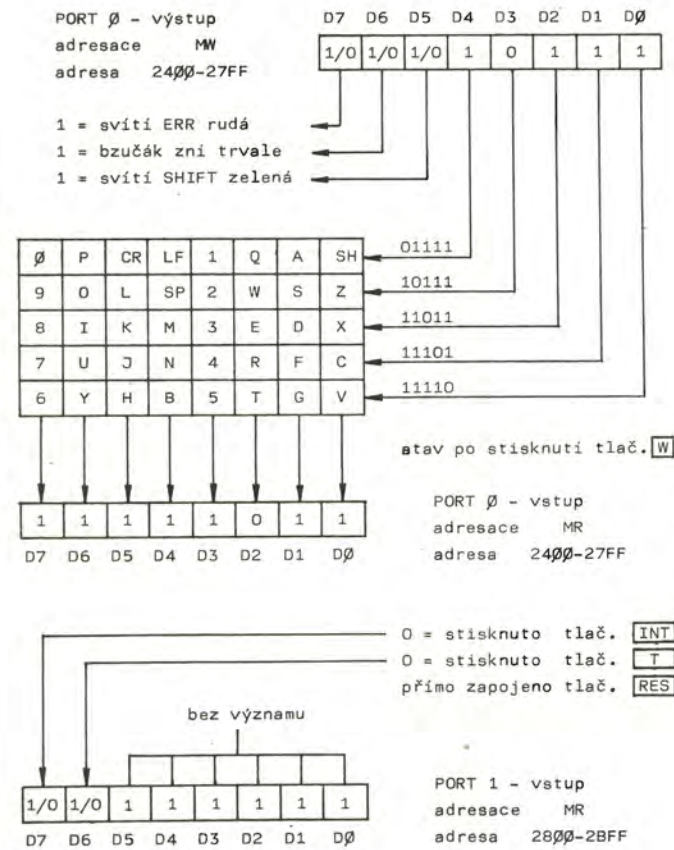 PORT Ø - výstup
adresace MW
adresa 24ØØ-27FF
D7 D6 D5 D4 D3 D2 D1 DØ
1/0 1/0 1/0 1 0 1 1 1
1 = svítí ERR rudá
1 = bzučák zní trvale
1 = svítí SHIFT zelená
Ø P CR LF 1 Q A SH 01111
9 O L SP 2 W S Z 10111
8 I K M 3 E D X 11011
7 U J N 4 R F C 11101
6 Y H B 5 T G V 11110
stav po stisknutí tlač. W
1 1 1 1 1 0 1 1
D7 D6 D5 D4 D3 D2 D1 DØ
PORT Ø - vstup
adresace MR
adresa 24ØØ-27FF
0 = stisknuto tlač. INT
0 = stisknuto tlač. T
přímo zapojeno tlač. RES
bez významu
1/0 1/0 1 1 1 1 1 1
D7 D6 D5 D4 D3 D2 D1 DØ
PORT 1 - vstup
adresace MR
adresa 28ØØ-2BFF